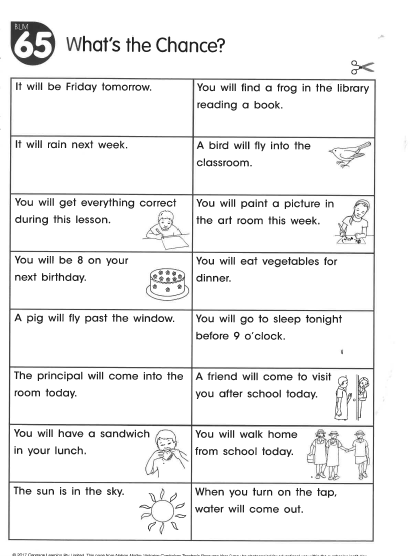 BLM
65 What's the Chance?
It will be Friday tomorrow.
You will find a frog in the library
reading a book.
It will rain next week.
A bird will fly into the
classroom.
You will get everything correct
during this lesson.
You will paint a picture in
the art room this week.
You will be 8 on your
next birthday.
You will eat vegetables for
dinner.
A pig will fly past the window.
You will go to sleep tonight
before 9 o'clock.
The principal will come into the
room today.
A friend will come to visit
you after school today.
You will have a sandwich
in your lunch.
You will walk home
from school today.
The sun is in the sky.
When you turn on the tap,
water will come out.